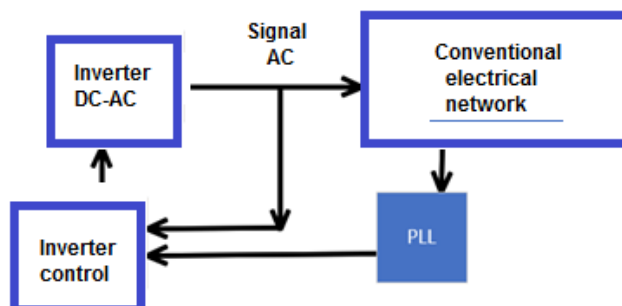 Signal
AC
Inverter
DC-AC
Conventional
electrical
network
PLL
Inverter
control